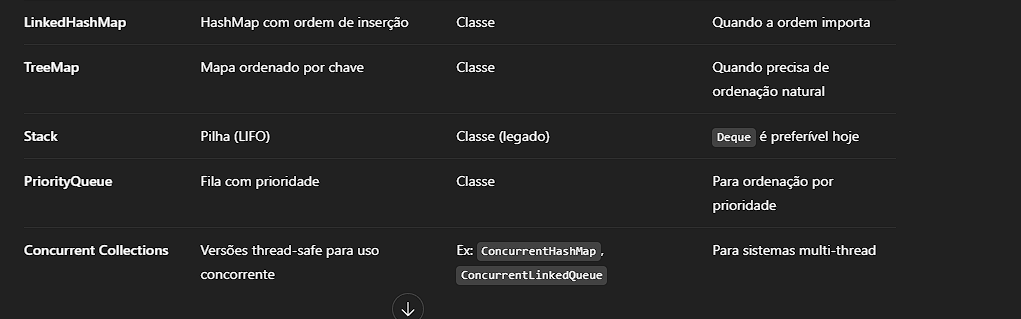 LinkedHashMap HashMap com ordem de inserção Classe Quando a ordem importa
TreeMap Mapa ordenado por chave Classe Quando precisa de
ordenação natural
Stack Pilha (LIFO) Classe (legado) Deque é preferível hoje
PriorityQueue Fila com prioridade Classe Para ordenação por
prioridade
Concurrent Collections Versões thread-safe para uso Ex: ConcurrentHashMap, Para sistemas multi-thread
concorrente ConcurrentLinkedQueue